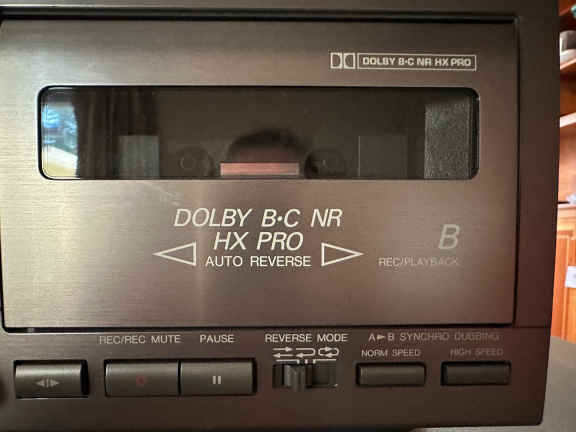 DOLBY B·C NR HX PRO
DOLBY B·C NR
HX PRO
AUTO REVERSE
B
REC/PLAYBACK
REC/REC MUTE
PAUSE
REVERSE MODE
A►B SYNCHRO DUBBING
NORM SPEED
HIGH SPEED